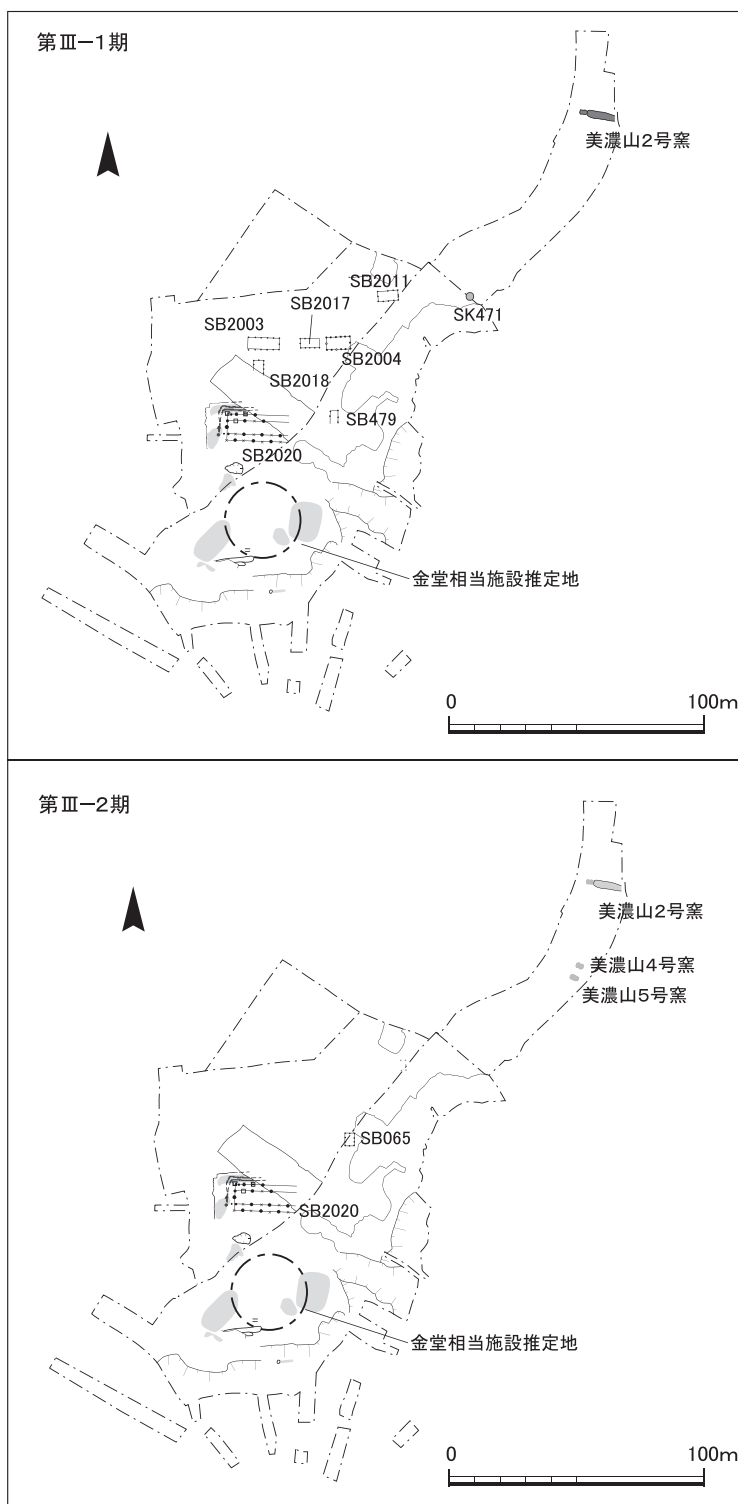 第Ⅲ－1期
美濃山2号窯
SB2011
SK471
SB2017
SB2003
SB2004
SB2018
SB479
SB2020
金堂相当施設推定地
0 100m
第Ⅲ－2期
美濃山2号窯
美濃山4号窯
美濃山5号窯
SB065
SB2020
金堂相当施設推定地
0 100m